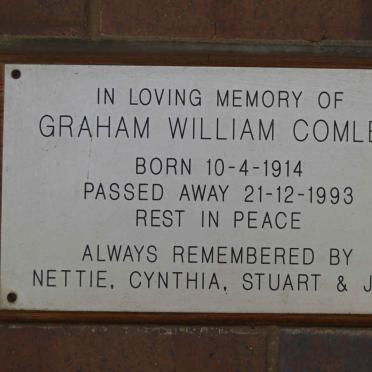 IN LOVING MEMORY OF
GRAHAM WILLIAM
BORN 10-4-1914
PASSED AWAY 21-12-1993
REST IN PEACE
ALWAYS REMEMBERED BY
NETTIE, CYNTHIA, STUART &